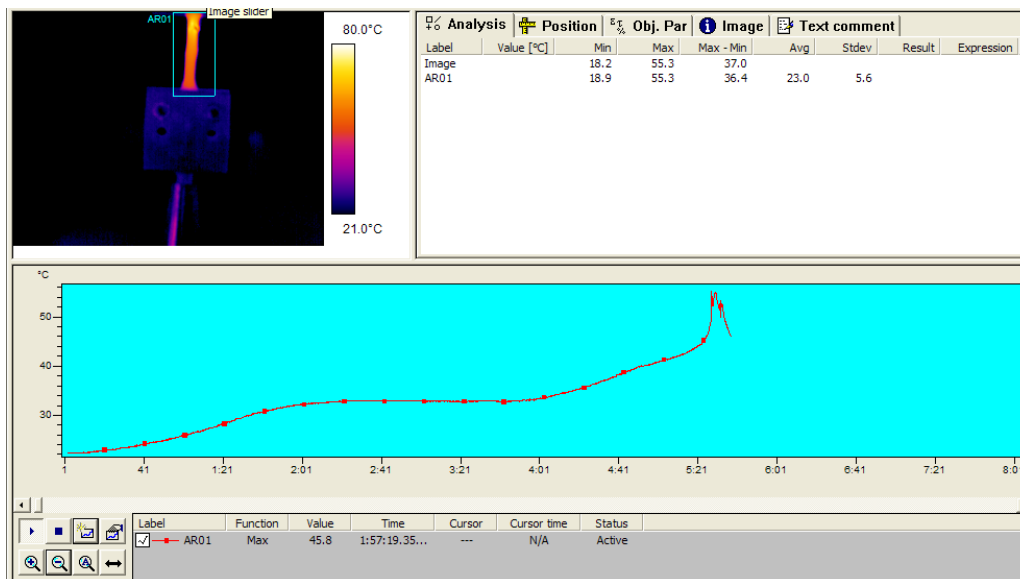 AR01
Image slider
80.0°C
21.0°C
Analysis Position Obj. Par Image Text comment
Label Value [°C] Min Max Max - Min Avg Stdev Result Expression
Image 18.2 55.3 37.0
AR01 18.9 55.3 36.4 23.0 5.6
°C
50
40
30
1 41 1:21 2:01 2:41 3:21 4:01 4:41 5:21 6:01 6:41 7:21 8:01
Label Function Value Time Cursor Cursor time Status
AR01 Max 45.8 1:57:19.35... --- N/A Active